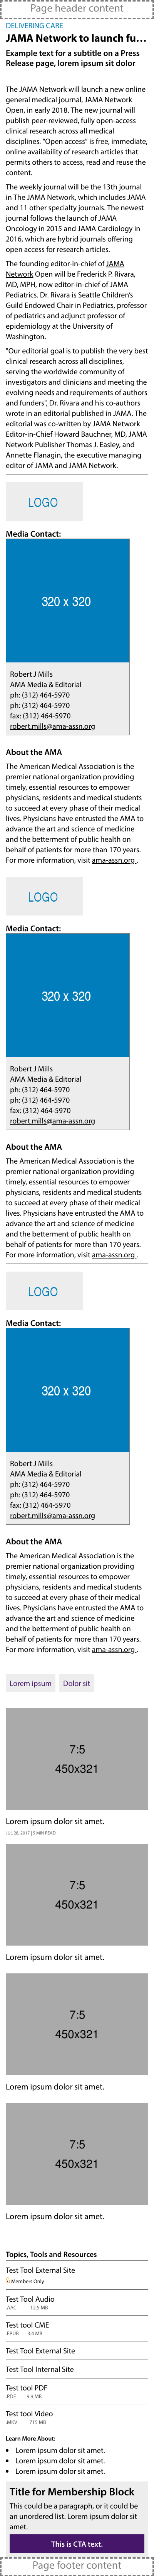 Page header content
DELIVERING CARE
JAMA Network to launch fu…
Example text for a subtitle on a Press
Release page, lorem ipsum sit dolor
The JAMA Network will launch a new online
general medical journal, JAMA Network
Open, in early 2018. The new journal will
publish peer-reviewed, fully open-access
clinical research across all medical
disciplines. “Open access” is free, immediate,
online availability of research articles that
permits others to access, read and reuse the
content.
The weekly journal will be the 13th journal
in The JAMA Network, which includes JAMA
and 11 other specialty journals. The newest
journal follows the launch of JAMA
Oncology in 2015 and JAMA Cardiology in
2016, which are hybrid journals offering
open access for research articles.
The founding editor-in-chief of JAMA
Network Open will be Frederick P. Rivara,
MD, MPH, now editor-in-chief of JAMA
Pediatrics. Dr. Rivara is Seattle Children’s
Guild Endowed Chair in Pediatrics, professor
of pediatrics and adjunct professor of
epidemiology at the University of
Washington.
“Our editorial goal is to publish the very best
clinical research across all disciplines,
serving the worldwide community of
investigators and clinicians and meeting the
evolving needs and requirements of authors
and funders”, Dr. Rivara and his co-authors
wrote in an editorial published in JAMA. The
editorial was co-written by JAMA Network
Editor-in-Chief Howard Bauchner, MD, JAMA
Network Publisher Thomas J. Easley, and
Annette Flanagin, the executive managing
editor of JAMA and JAMA Network.
LOGO
Media Contact:
320 x 320
Robert J Mills
AMA Media & Editorial
ph: (312) 464-5970
ph: (312) 464-5970
fax: (312) 464-5970
robert.mills@ama-assn.org
About the AMA
The American Medical Association is the
premier national organization providing
timely, essential resources to empower
physicians, residents and medical students
to succeed at every phase of their medical
lives. Physicians have entrusted the AMA to
advance the art and science of medicine
and the betterment of public health on
behalf of patients for more than 170 years.
For more information, visit ama-assn.org .
LOGO
Media Contact:
320 x 320
Robert J Mills
AMA Media & Editorial
ph: (312) 464-5970
ph: (312) 464-5970
fax: (312) 464-5970
robert.mills@ama-assn.org
About the AMA
The American Medical Association is the
premier national organization providing
timely, essential resources to empower
physicians, residents and medical students
to succeed at every phase of their medical
lives. Physicians have entrusted the AMA to
advance the art and science of medicine
and the betterment of public health on
behalf of patients for more than 170 years.
For more information, visit ama-assn.org .
LOGO
Media Contact:
320 x 320
Robert J Mills
AMA Media & Editorial
ph: (312) 464-5970
ph: (312) 464-5970
fax: (312) 464-5970
robert.mills@ama-assn.org
About the AMA
The American Medical Association is the
premier national organization providing
timely, essential resources to empower
physicians, residents and medical students
to succeed at every phase of their medical
lives. Physicians have entrusted the AMA to
advance the art and science of medicine
and the betterment of public health on
behalf of patients for more than 170 years.
For more information, visit ama-assn.org .
Lorem ipsum Dolor sit
7:5
450x321
Lorem ipsum dolor sit amet.
JUL 28, 2017 | 5 MIN READ
7:5
450x321
Lorem ipsum dolor sit amet.
7:5
450x321
Lorem ipsum dolor sit amet.
7:5
450x321
Lorem ipsum dolor sit amet.
Topics, Tools and Resources
Test Tool External Site
Members Only
Test Tool Audio
.AAC 12.5 MB
Test tool CME
.EPUB 3.4 MB
Test Tool External Site
Test Tool Internal Site
Test tool PDF
.PDF 9.9 MB
Test tool Video
.MKV 715 MB
Learn More About:
Lorem ipsum dolor sit amet.
Lorem ipsum dolor sit amet.
Lorem ipsum dolor sit amet.
Title for Membership Block
This could be a paragraph, or it could be
an unordered list. Lorem ipsum dolor sit
amet.
This is CTA text.
Page footer content